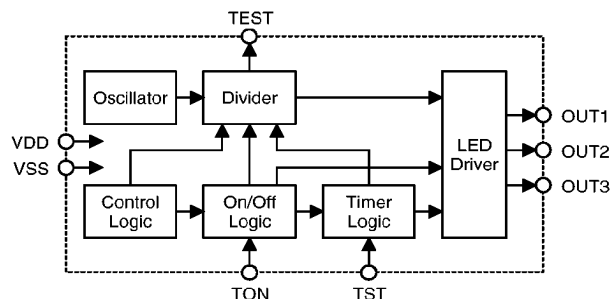 TEST
Oscillator
Divider
VDD
VSS
LED
Driver
OUT1
OUT2
OUT3
Control
Logic
On/Off
Logic
Timer
Logic
TON
TST